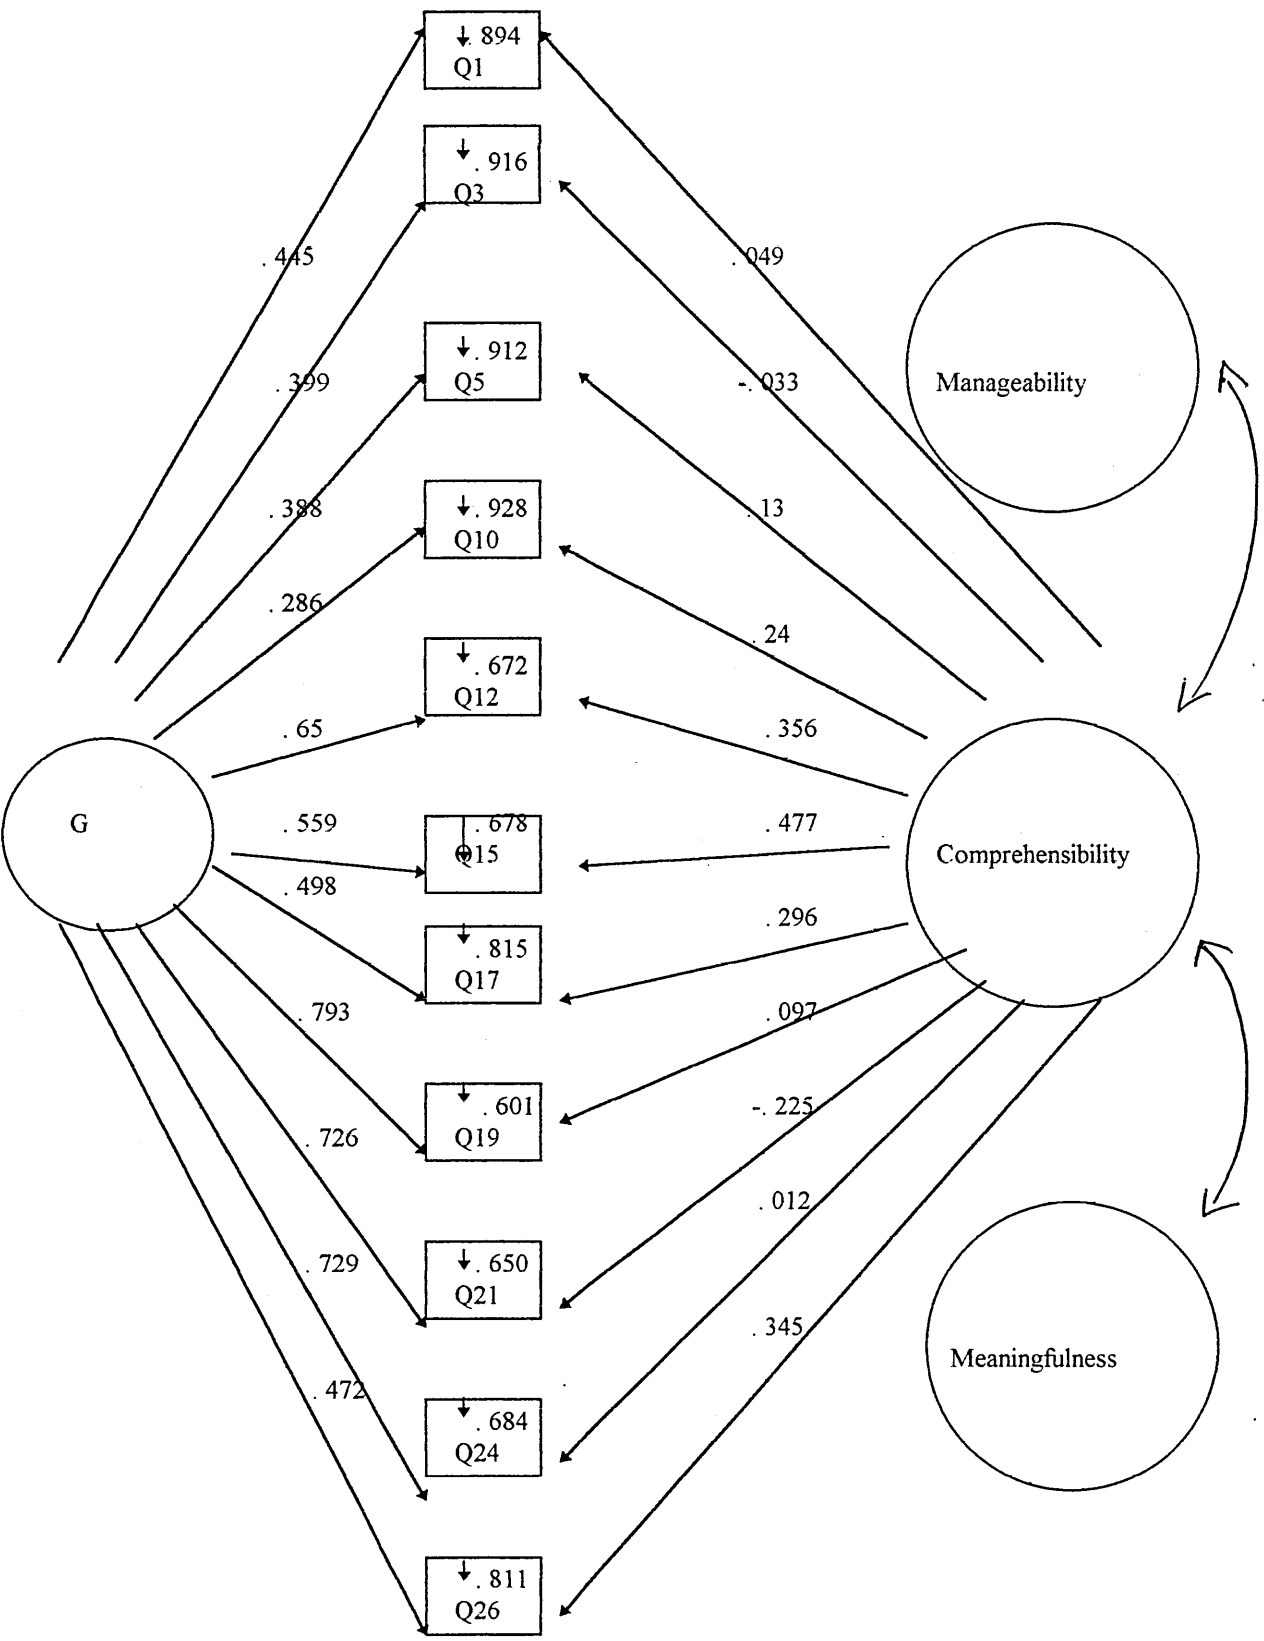 . 894
Q1
. 916
Q3
. 445
. 049
. 912
Q5
. 399
-. 033
Manageability
. 928
Q10
. 388
. 13
. 286
. 24
. 672
Q12
. 65
. 356
G
. 559
. 678
Q15
. 477
Comprehensibility
. 498
. 815
Q17
. 296
. 793
. 097
. 601
Q19
. 726
-. 225
. 012
. 729
. 650
Q21
. 345
Meaningfulness
. 472
. 684
Q24
. 811
Q26